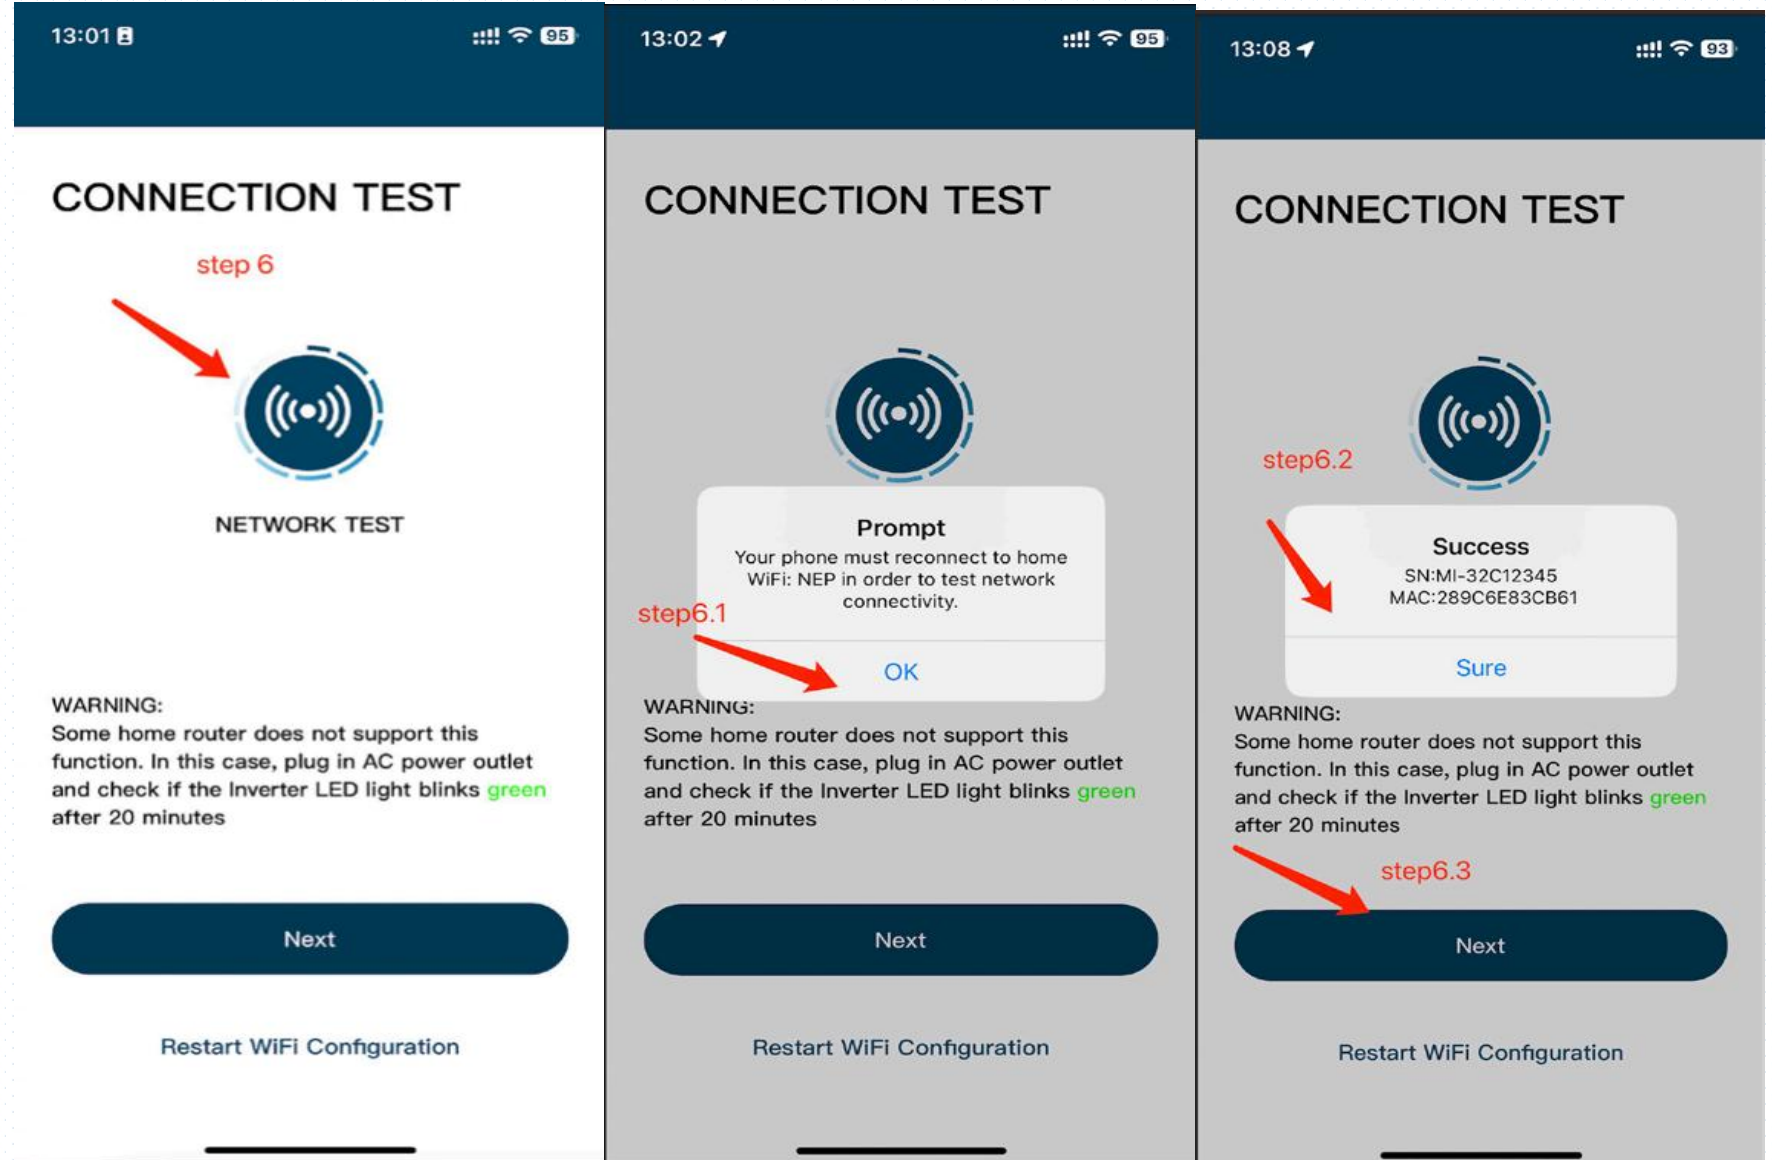 13:01
95
CONNECTION TEST
step 6
NETWORK TEST
WARNING:
Some home router does not support this
function. In this case, plug in AC power outlet
and check if the Inverter LED light blinks green
after 20 minutes
Next
Restart WiFi Configuration
13:02
95
CONNECTION TEST
Prompt
Your phone must reconnect to home
WiFi: NEP in order to test network
connectivity.
step6.1
OK
WARNING:
Some home router does not support this
function. In this case, plug in AC power outlet
and check if the Inverter LED light blinks green
after 20 minutes
Next
Restart WiFi Configuration
13:08
93
CONNECTION TEST
step6.2
Success
SN:MI-32C12345
MAC:289C6E83CB61
Sure
WARNING:
Some home router does not support this
function. In this case, plug in AC power outlet
and check if the Inverter LED light blinks green
after 20 minutes
step6.3
Next
Restart WiFi Configuration